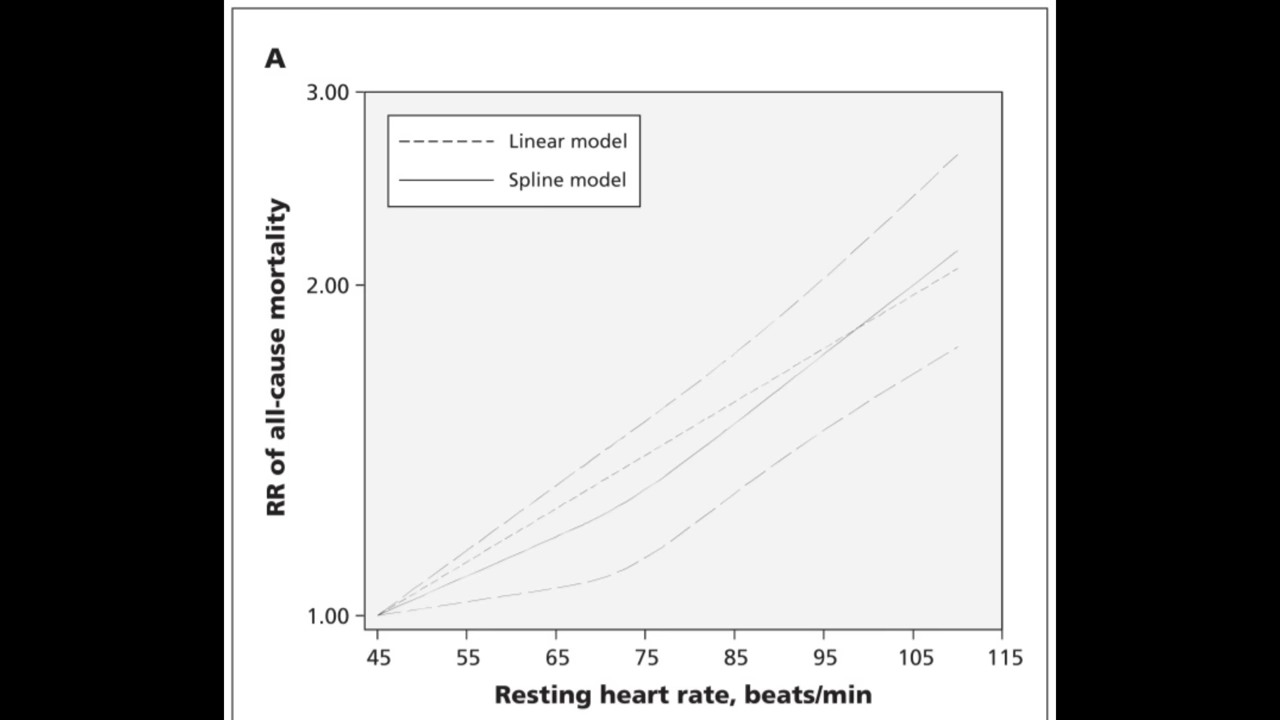 A
3.00
Linear model
Spline model
RR of all-cause mortality
2.00
1.00
45 55 65 75 85 95 105 115
Resting heart rate, beats/min